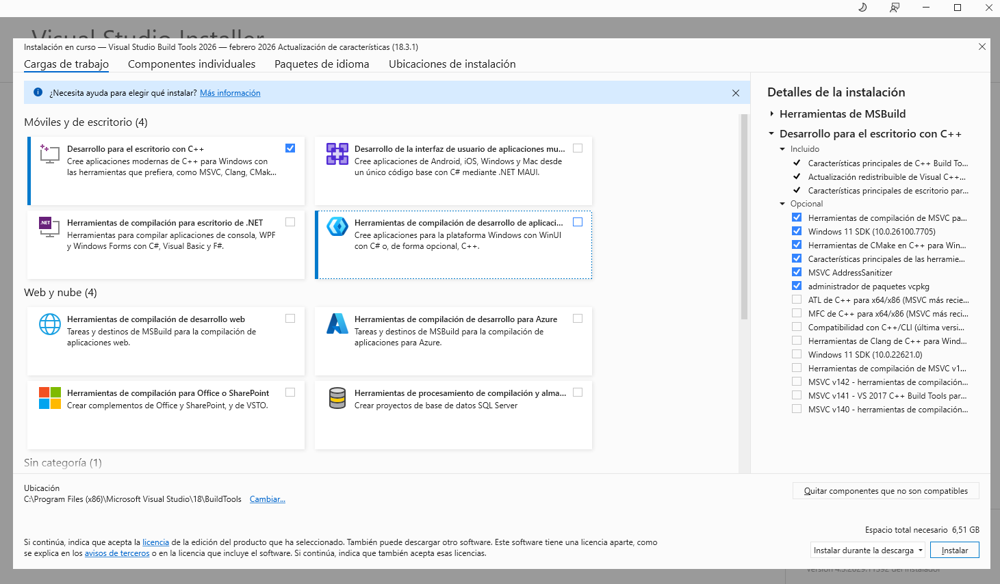 Visual Studio Installer
Instalación en curso — Visual Studio Build Tools 2026 — febrero 2026 Actualización de características (18.3.1)
Cargas de trabajo
Componentes individuales
Paquetes de idioma
Ubicaciones de instalación
¿Necesita ayuda para elegir qué instalar? Más información
Móviles y de escritorio (4)
Desarrollo para el escritorio con C++
Cree aplicaciones modernas de C++ para Windows con
las herramientas que prefiera, como MSVC, Clang, CMak...
Desarrollo de la interfaz de usuario de aplicaciones mu...
Cree aplicaciones de Android, iOS, Windows y Mac desde
un único código base con C# mediante .NET MAUI.
.NET
Herramientas de compilación para escritorio de .NET
Herramientas para compilar aplicaciones de consola, WPF
y Windows Forms con C#, Visual Basic y F#.
Herramientas de compilación de desarrollo de aplicaci...
Cree aplicaciones para la plataforma Windows con WinUI
con C# o, de forma opcional, C++.
Web y nube (4)
Herramientas de compilación de desarrollo web
Tareas y destinos de MSBuild para la compilación de
aplicaciones web.
Herramientas de compilación de desarrollo para Azure
Tareas y destinos de MSBuild para la compilación de
aplicaciones para Azure.
Herramientas de compilación para Office o SharePoint
Crear complementos de Office y SharePoint, y de VSTO.
Herramientas de procesamiento de compilación y alma...
Crear proyectos de base de datos SQL Server
Sin categoría (1)
Detalles de la instalación
Herramientas de MSBuild
Desarrollo para el escritorio con C++
Incluido
Características principales de C++ Build To...
Actualización redistribuible de Visual C++...
Características principales de escritorio par...
Opcional
Herramientas de compilación de MSVC pa...
Windows 11 SDK (10.0.26100.7705)
Herramientas de CMake en C++ para Win...
Características principales de las herramie...
MSVC AddressSanitizer
administrador de paquetes vcpkg
ATL de C++ para x64/x86 (MSVC más recie...
MFC de C++ para x64/x86 (MSVC más reci...
Compatibilidad con C++/CLI (última versi...
Herramientas de Clang de C++ para Wind...
Windows 11 SDK (10.0.22621.0)
Herramientas de compilación de MSVC v1...
MSVC v142 - herramientas de compilación...
MSVC v141 - VS 2017 C++ Build Tools par...
MSVC v140 - herramientas de compilación...
Ubicación
C:\Program Files (x86)\Microsoft Visual Studio\18\BuildTools Cambiar...
Quitar componentes que no son compatibles
Espacio total necesario 6,51 GB
Si continúa, indica que acepta la licencia de la edición del producto que ha seleccionado. También puede descargar otro software. Este software tiene una licencia aparte, como
se explica en los avisos de terceros o en la licencia que incluye el software. Si continúa, indica que también acepta esas licencias.
Instalar durante la descarga
Instalar